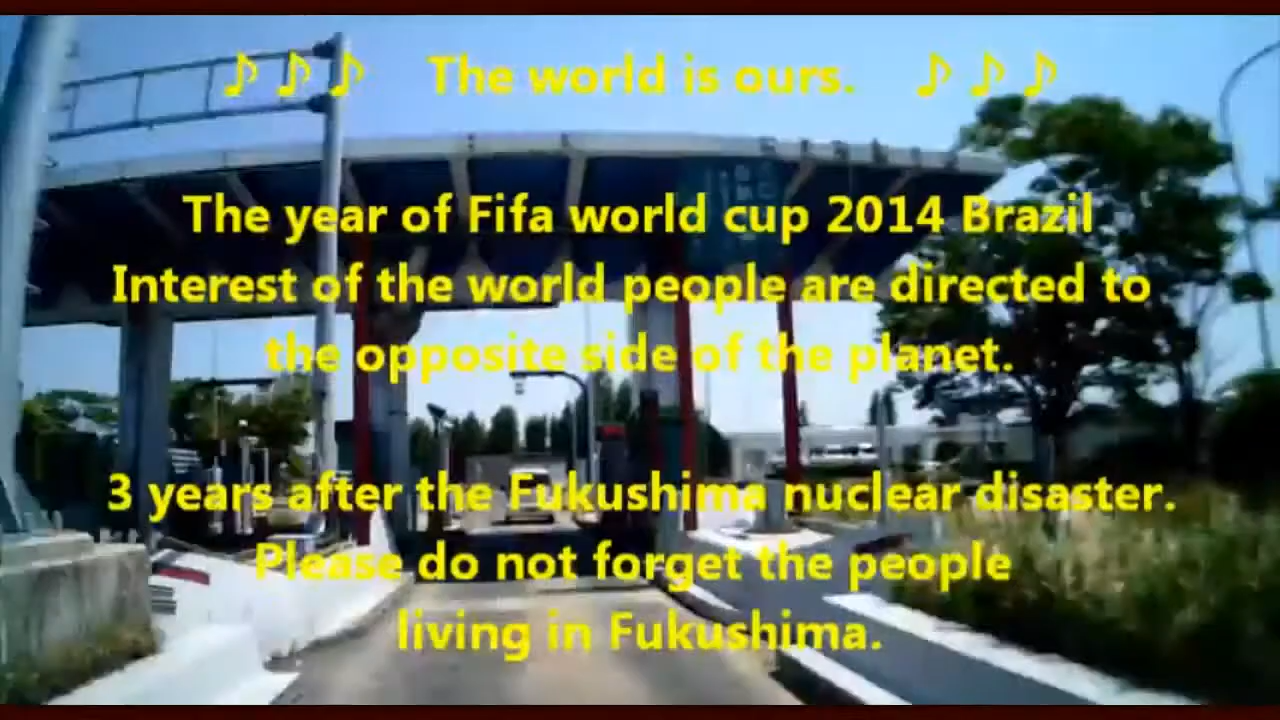 ♪ ♪ ♪ The world is ours. ♪ ♪ ♪
The year of Fifa world cup 2014 Brazil
Interest of the world people are directed to
the opposite side of the planet.
3 years after the Fukushima nuclear disaster.
Please do not forget the people
living in Fukushima.